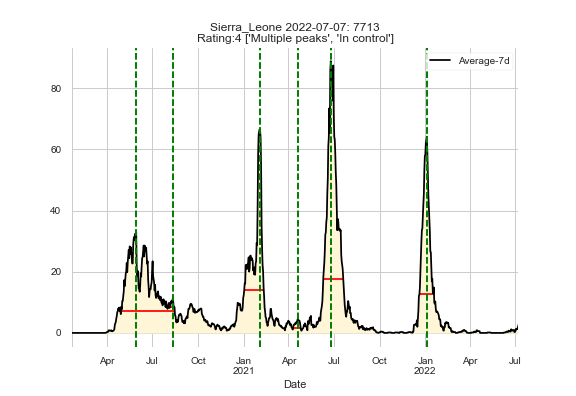 Sierra_Leone 2022-07-07: 7713
Rating:4 ['Multiple peaks', 'In control']
Average-7d
80
60
40
20
0
Apr Jul Oct Jan Apr Jul Oct Jan Apr Jul
2021 2022
Date